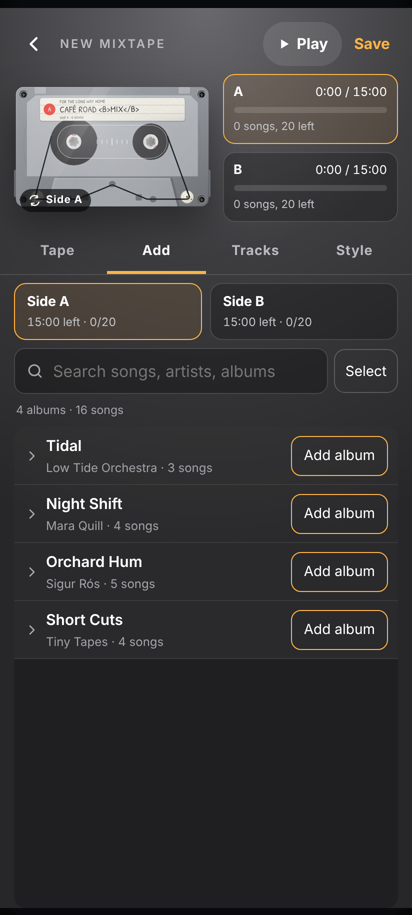 NEW MIXTAPE
Play
Save
FOR THE LONG WAY HOME
A
CAFÉ ROAD <B>MIX</B>
Side A
A
0:00 / 15:00
0 songs, 20 left
B
0:00 / 15:00
0 songs, 20 left
Tape
Add
Tracks
Style
Side A
15:00 left · 0/20
Side B
15:00 left · 0/20
Search songs, artists, albums
Select
4 albums · 16 songs
Tidal
Low Tide Orchestra · 3 songs
Add album
Night Shift
Mara Quill · 4 songs
Add album
Orchard Hum
Sigur Rós · 5 songs
Add album
Short Cuts
Tiny Tapes · 4 songs
Add album